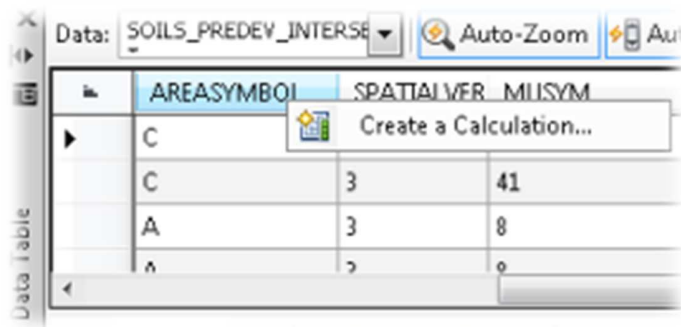 Data: SOILS_PREDEV_INTERSE Auto-Zoom Au
AREASYMBOL SPATIALVER MUSYM
Create a Calculation...
C
C 3 41
A 3 8
A
Data Table